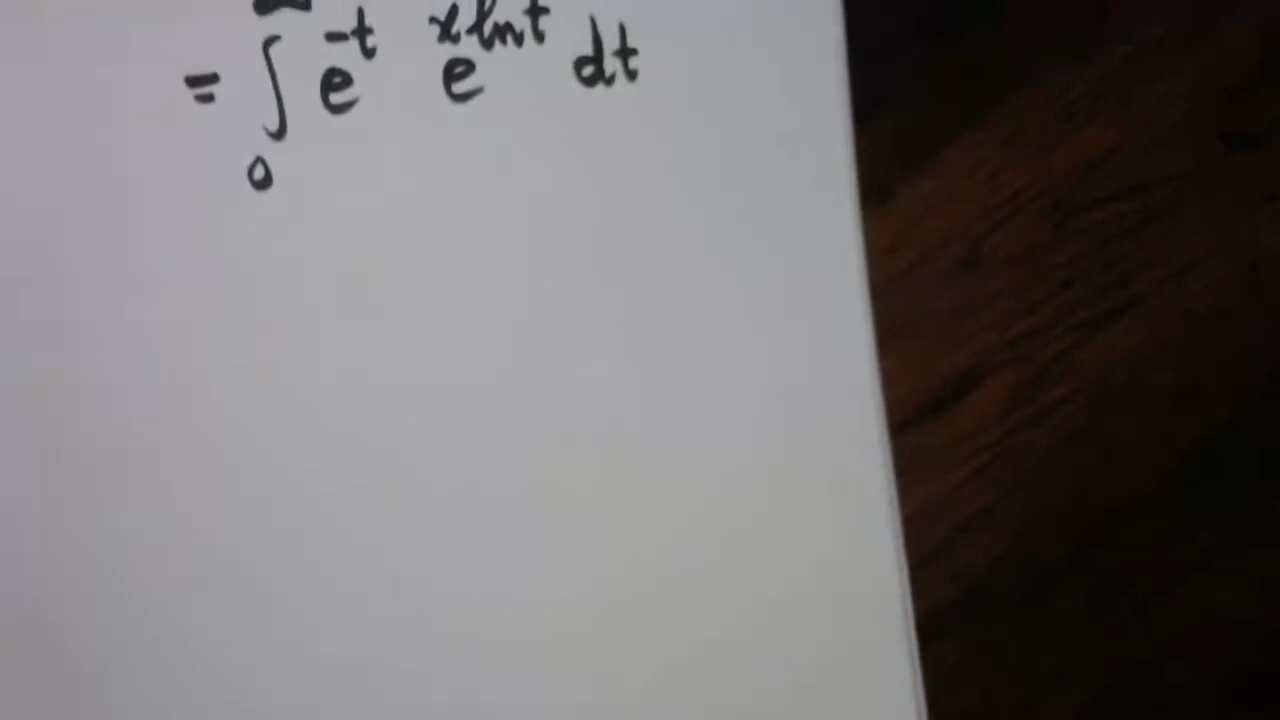 = ∫₀ e^{-t} e^{x ln t} dt